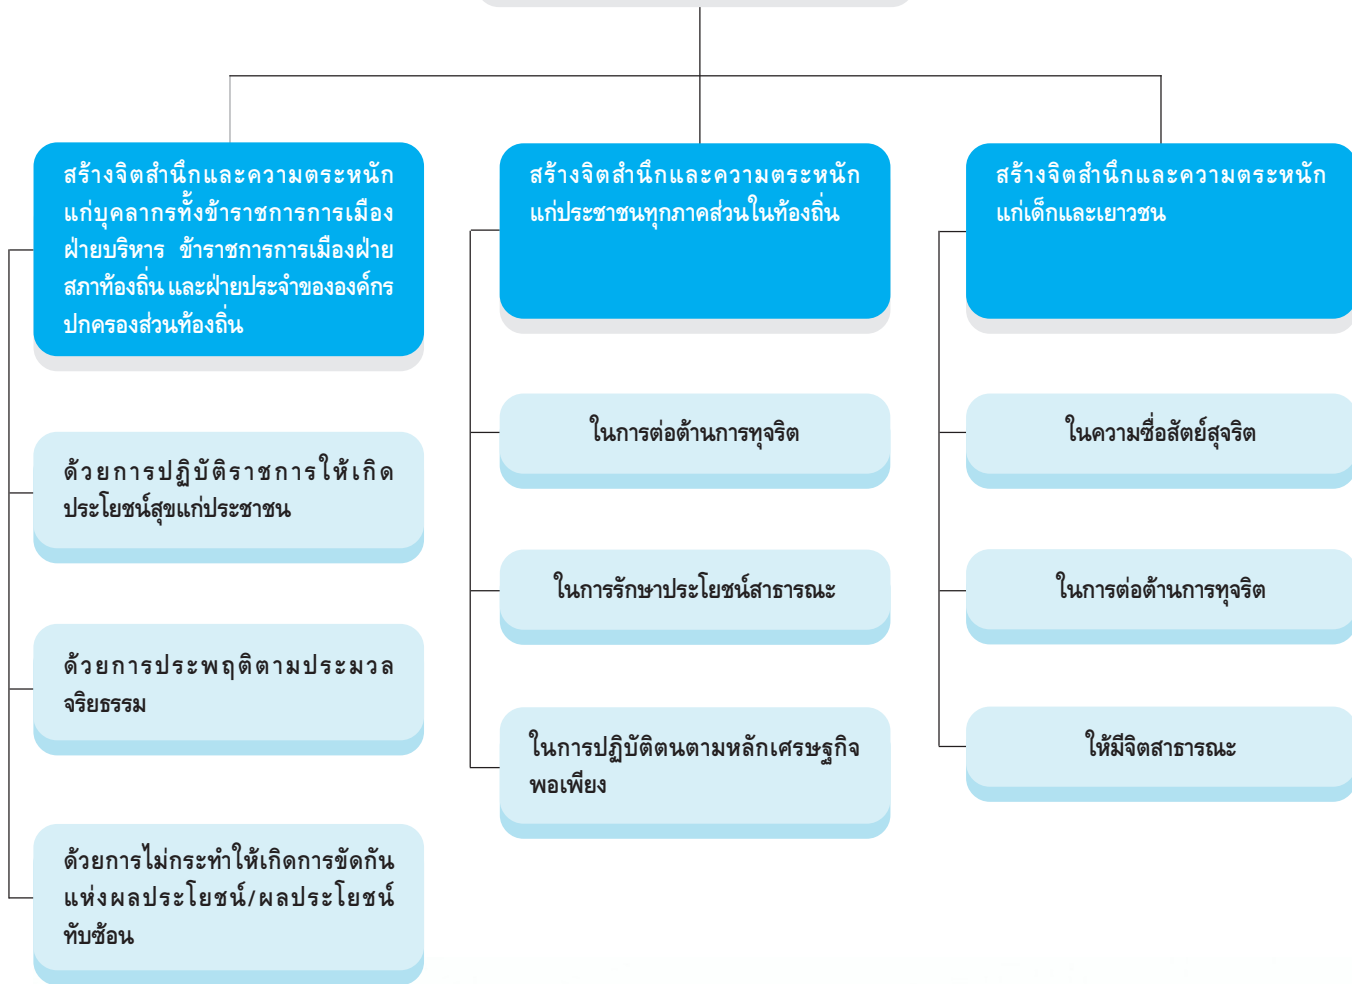 สร้างจิตสำนึกและความตระหนัก
แก่บุคลากรทั้งข้าราชการการเมือง
ฝ่ายบริหาร ข้าราชการการเมืองฝ่าย
สภาท้องถิ่น และฝ่ายประจำขององค์กร
ปกครองส่วนท้องถิ่น
ด้วยการปฏิบัติราชการให้เกิด
ประโยชน์สุขแก่ประชาชน
ด้วยการประพฤติตามประมวล
จริยธรรม
ด้วยการไม่กระทำให้เกิดการขัดกัน
แห่งผลประโยชน์/ผลประโยชน์
ทับซ้อน
สร้างจิตสำนึกและความตระหนัก
แก่ประชาชนทุกภาคส่วนในท้องถิ่น
ในการต่อต้านการทุจริต
ในการรักษาประโยชน์สาธารณะ
ในการปฏิบัติตนตามหลักเศรษฐกิจ
พอเพียง
สร้างจิตสำนึกและความตระหนัก
แก่เด็กและเยาวชน
ในความซื่อสัตย์สุจริต
ในการต่อต้านการทุจริต
ให้มีจิตสาธารณะ